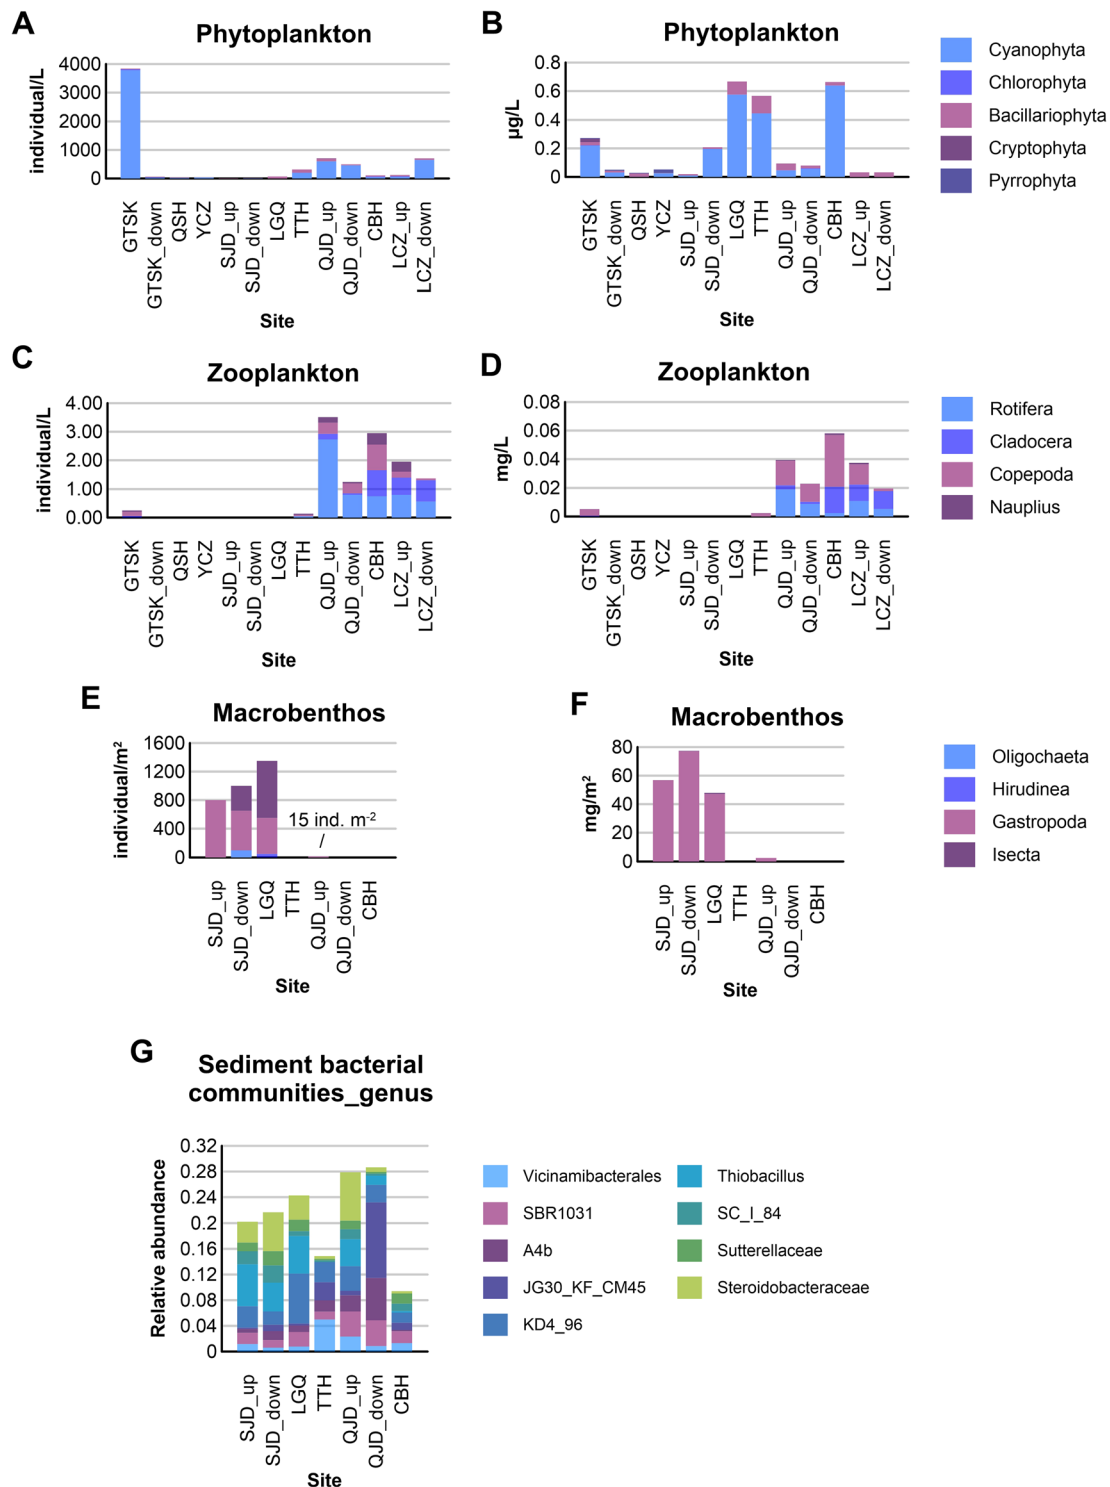 A
Phytoplankton
individual/L
4000
3000
2000
1000
0
GTSK
GTSK_down
QSH
YCZ
SJD_up
SJD_down
LGQ
TTH
QJD_up
QJD_down
CBH
LCZ_up
LCZ_down
Site
B
Phytoplankton
µg/L
0.8
0.6
0.4
0.2
0
GTSK
GTSK_down
QSH
YCZ
SJD_up
SJD_down
LGQ
TTH
QJD_up
QJD_down
CBH
LCZ_up
LCZ_down
Site
Cyanophyta
Chlorophyta
Bacillariophyta
Cryptophyta
Pyrrophyta
C
Zooplankton
individual/L
4.00
3.00
2.00
1.00
0.00
GTSK
GTSK_down
QSH
YCZ
SJD_up
SJD_down
LGQ
TTH
QJD_up
QJD_down
CBH
LCZ_up
LCZ_down
Site
D
Zooplankton
mg/L
0.08
0.06
0.04
0.02
0
GTSK
GTSK_down
QSH
YCZ
SJD_up
SJD_down
LGQ
TTH
QJD_up
QJD_down
CBH
LCZ_up
LCZ_down
Site
Rotifera
Cladocera
Copepoda
Nauplius
E
Macrobenthos
individual/m²
1600
1200
800
400
0
15 ind. m⁻²
/
SJD_up
SJD_down
LGQ
TTH
QJD_up
QJD_down
CBH
Site
F
Macrobenthos
mg/m²
80
60
40
20
0
SJD_up
SJD_down
LGQ
TTH
QJD_up
QJD_down
CBH
Site
Oligochaeta
Hirudinea
Gastropoda
Isecta
G
Sediment bacterial
communities_genus
Relative abundance
0.32
0.28
0.24
0.2
0.16
0.12
0.08
0.04
0
SJD_up
SJD_down
LGQ
TTH
QJD_up
QJD_down
CBH
Site
Vicinamibacterales
SBR1031
A4b
JG30_KF_CM45
KD4_96
Thiobacillus
SC_I_84
Sutterellaceae
Steroidobacteraceae